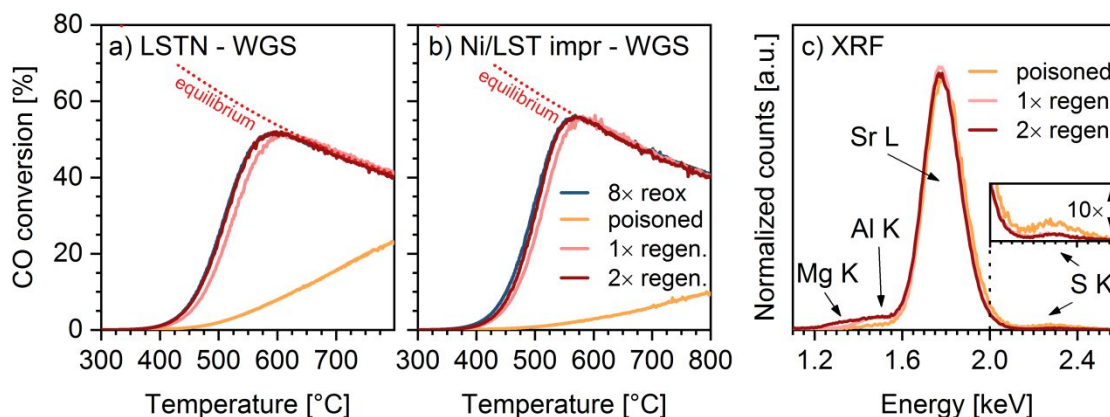 80
60
40
20
0
CO conversion [%]
a) LSTN - WGS
equilibrium
300 400 500 600 700
Temperature [°C]
b) Ni/LST impr - WGS
equilibrium
8× reox
poisoned
1× regen.
2× regen.
300 400 500 600 700 800
Temperature [°C]
Normalized counts [a.u.]
c) XRF
poisoned
1× regen.
2× regen.
Sr L
10×
Al K
Mg K
S K
1.2 1.6 2.0 2.4
Energy [keV]